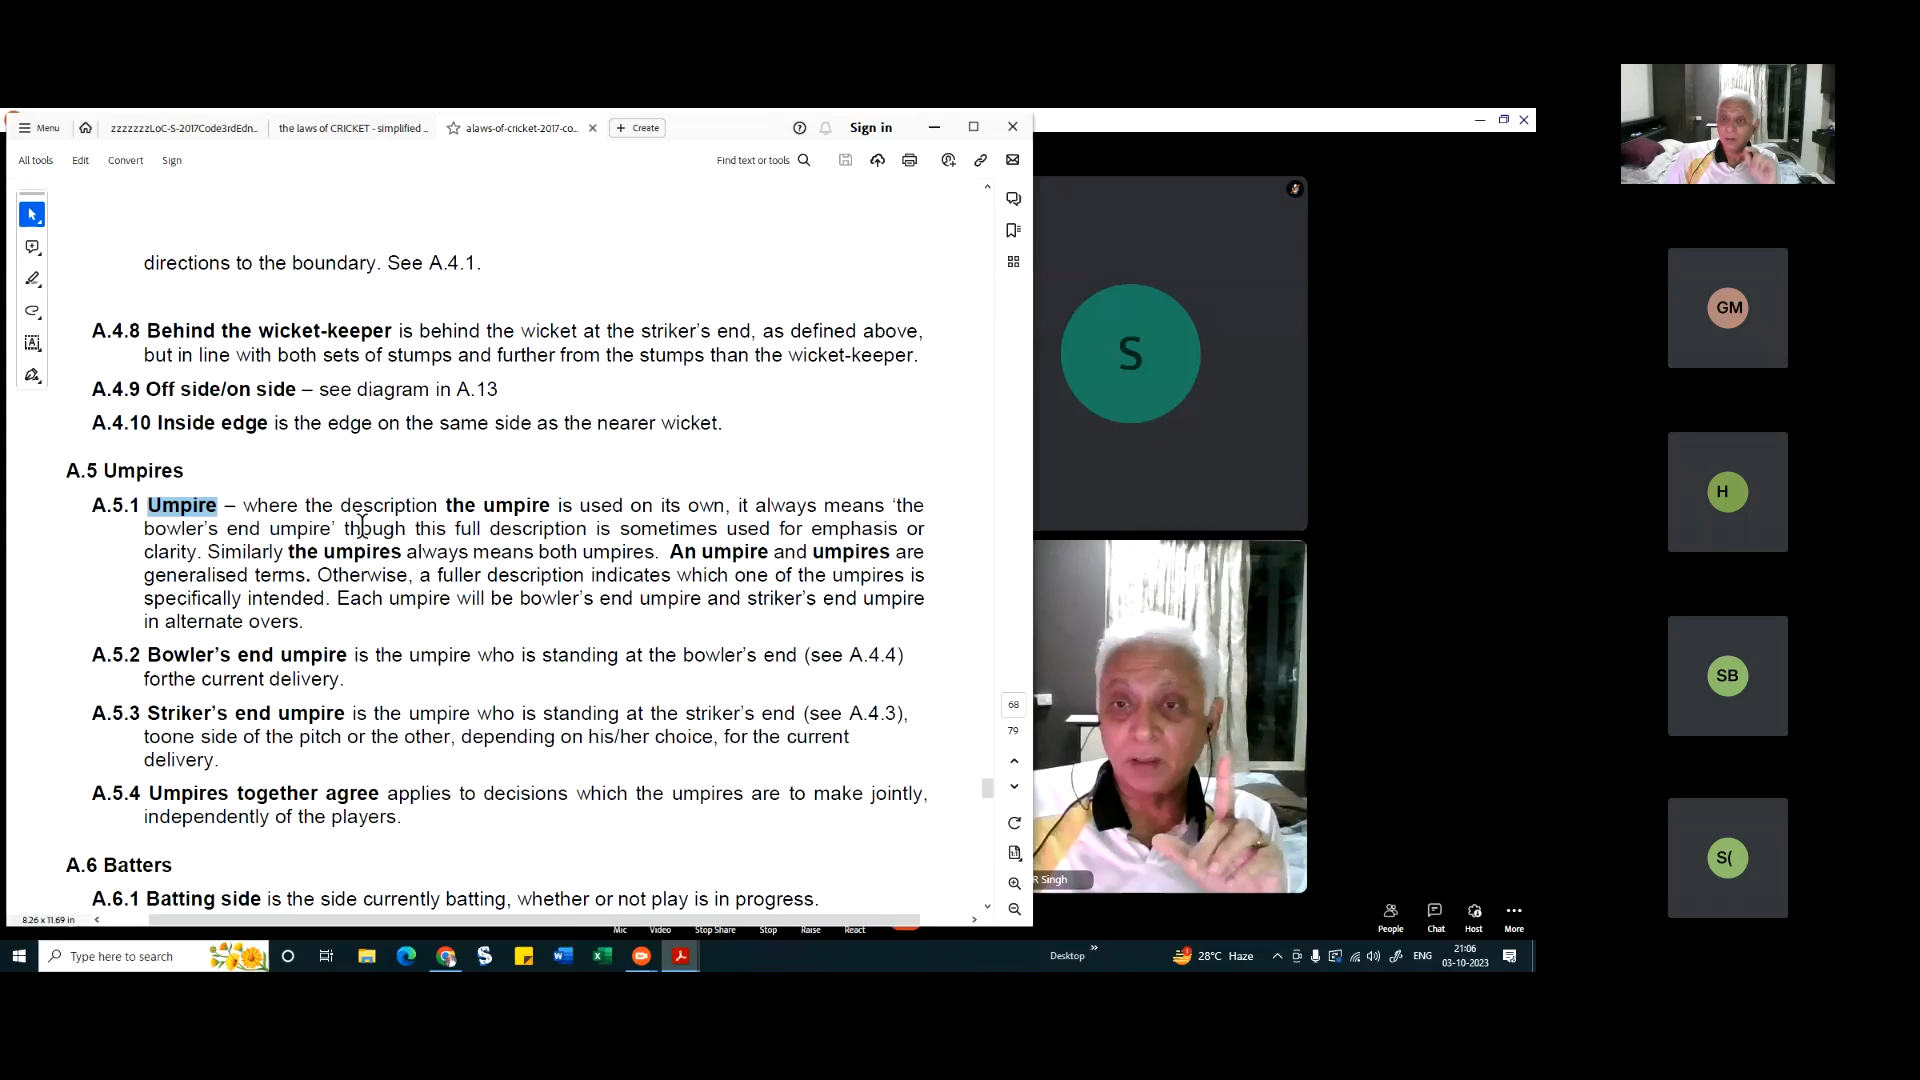 Menu
zzzzzzzLoC-S-2017Code3rdEdn...
the laws of CRICKET - simplified ...
alaws-of-cricket-2017-co...
Create
Sign in
All tools
Edit
Convert
Sign
Find text or tools
directions to the boundary. See A.4.1.
A.4.8 Behind the wicket-keeper is behind the wicket at the striker's end, as defined above,
but in line with both sets of stumps and further from the stumps than the wicket-keeper.
A.4.9 Off side/on side – see diagram in A.13
A.4.10 Inside edge is the edge on the same side as the nearer wicket.
A.5 Umpires
A.5.1 Umpire – where the description the umpire is used on its own, it always means ‘the
bowler’s end umpire’ though this full description is sometimes used for emphasis or
clarity. Similarly the umpires always means both umpires. An umpire and umpires are
generalised terms. Otherwise, a fuller description indicates which one of the umpires is
specifically intended. Each umpire will be bowler’s end umpire and striker’s end umpire
in alternate overs.
A.5.2 Bowler’s end umpire is the umpire who is standing at the bowler’s end (see A.4.4)
forthe current delivery.
A.5.3 Striker’s end umpire is the umpire who is standing at the striker’s end (see A.4.3),
toone side of the pitch or the other, depending on his/her choice, for the current
delivery.
A.5.4 Umpires together agree applies to decisions which the umpires are to make jointly,
independently of the players.
A.6 Batters
A.6.1 Batting side is the side currently batting, whether or not play is in progress.
8.26 x 11.69 in
68
79
S
R Singh
GM
H
SB
S(
Mic
Video
Stop Share
Stop
Raise
React
People
Chat
Host
More
Type here to search
Desktop
28°C Haze
ENG
21:06
03-10-2023